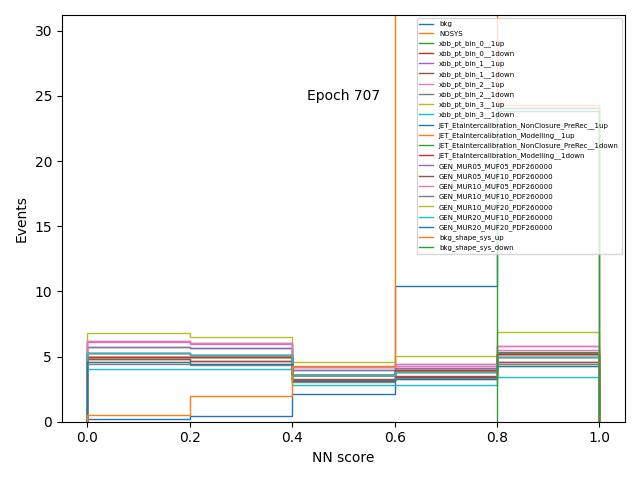 30
25
20
15
10
5
0
Events
0.0 0.2 0.4 0.6 0.8 1.0
NN score
Epoch 707
bkg
NOSYS
xbb_pt_bin_0__1up
xbb_pt_bin_0__1down
xbb_pt_bin_1__1up
xbb_pt_bin_1__1down
xbb_pt_bin_2__1up
xbb_pt_bin_2__1down
xbb_pt_bin_3__1up
xbb_pt_bin_3__1down
JET_EtaIntercalibration_NonClosure_PreRec__1up
JET_EtaIntercalibration_Modelling__1up
JET_EtaIntercalibration_NonClosure_PreRec__1down
JET_EtaIntercalibration_Modelling__1down
GEN_MUR05_MUF05_PDF260000
GEN_MUR05_MUF10_PDF260000
GEN_MUR10_MUF05_PDF260000
GEN_MUR10_MUF10_PDF260000
GEN_MUR10_MUF20_PDF260000
GEN_MUR20_MUF10_PDF260000
GEN_MUR20_MUF20_PDF260000
bkg_shape_sys_up
bkg_shape_sys_down